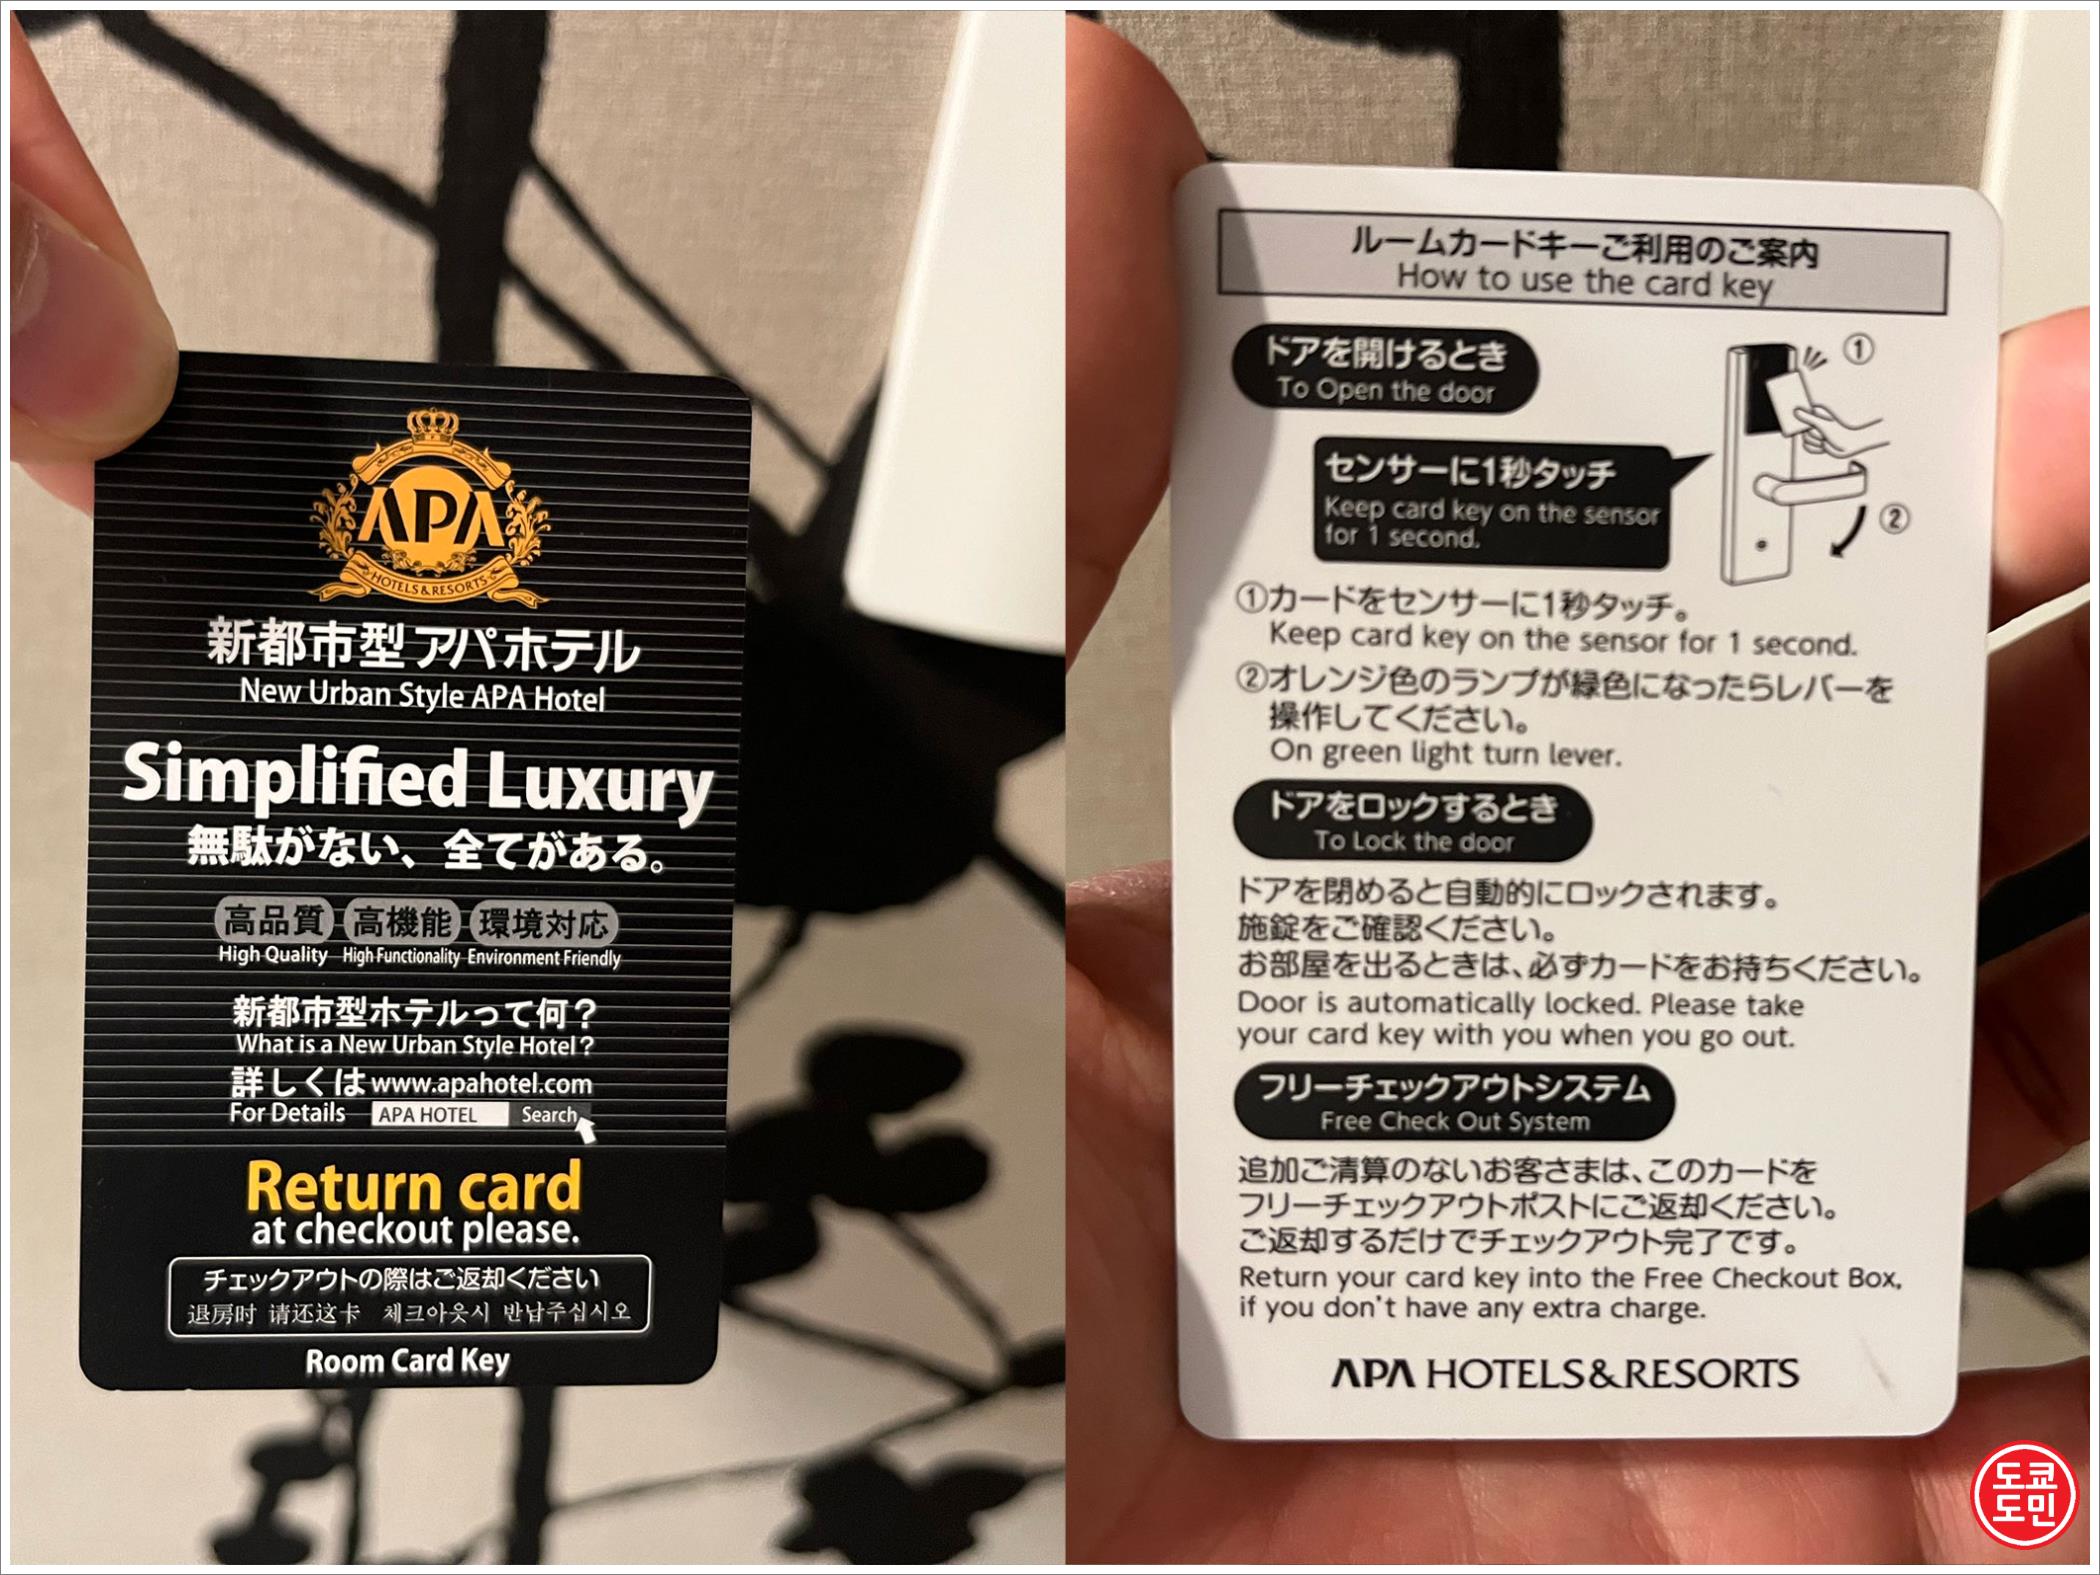 APA
HOTELS&RESORTS
新都市型アパホテル
New Urban Style APA Hotel
Simplified Luxury
無駄がない、全てがある。
高品質 高機能 環境対応
High Quality High Functionality Environment Friendly
新都市型ホテルって何？
What is a New Urban Style Hotel？
詳しくは www.apahotel.com
For Details APA HOTEL Search
Return card
at checkout please.
チェックアウトの際はご返却ください
退房时 请还这卡 체크아웃시 반납주십시오
Room Card Key
ルームカードキーご利用のご案内
How to use the card key
ドアを開けるとき
To Open the door
①
センサーに1秒タッチ
Keep card key on the sensor
for 1 second.
②
①カードをセンサーに1秒タッチ。
Keep card key on the sensor for 1 second.
②オレンジ色のランプが緑色になったらレバーを
操作してください。
On green light turn lever.
ドアをロックするとき
To Lock the door
ドアを閉めると自動的にロックされます。
施錠をご確認ください。
お部屋を出るときは、必ずカードをお持ちください。
Door is automatically locked. Please take
your card key with you when you go out.
フリーチェックアウトシステム
Free Check Out System
追加ご清算のないお客さまは、このカードを
フリーチェックアウトポストにご返却ください。
ご返却するだけでチェックアウト完了です。
Return your card key into the Free Checkout Box,
if you don't have any extra charge.
APA HOTELS&RESORTS
도쿄
도민